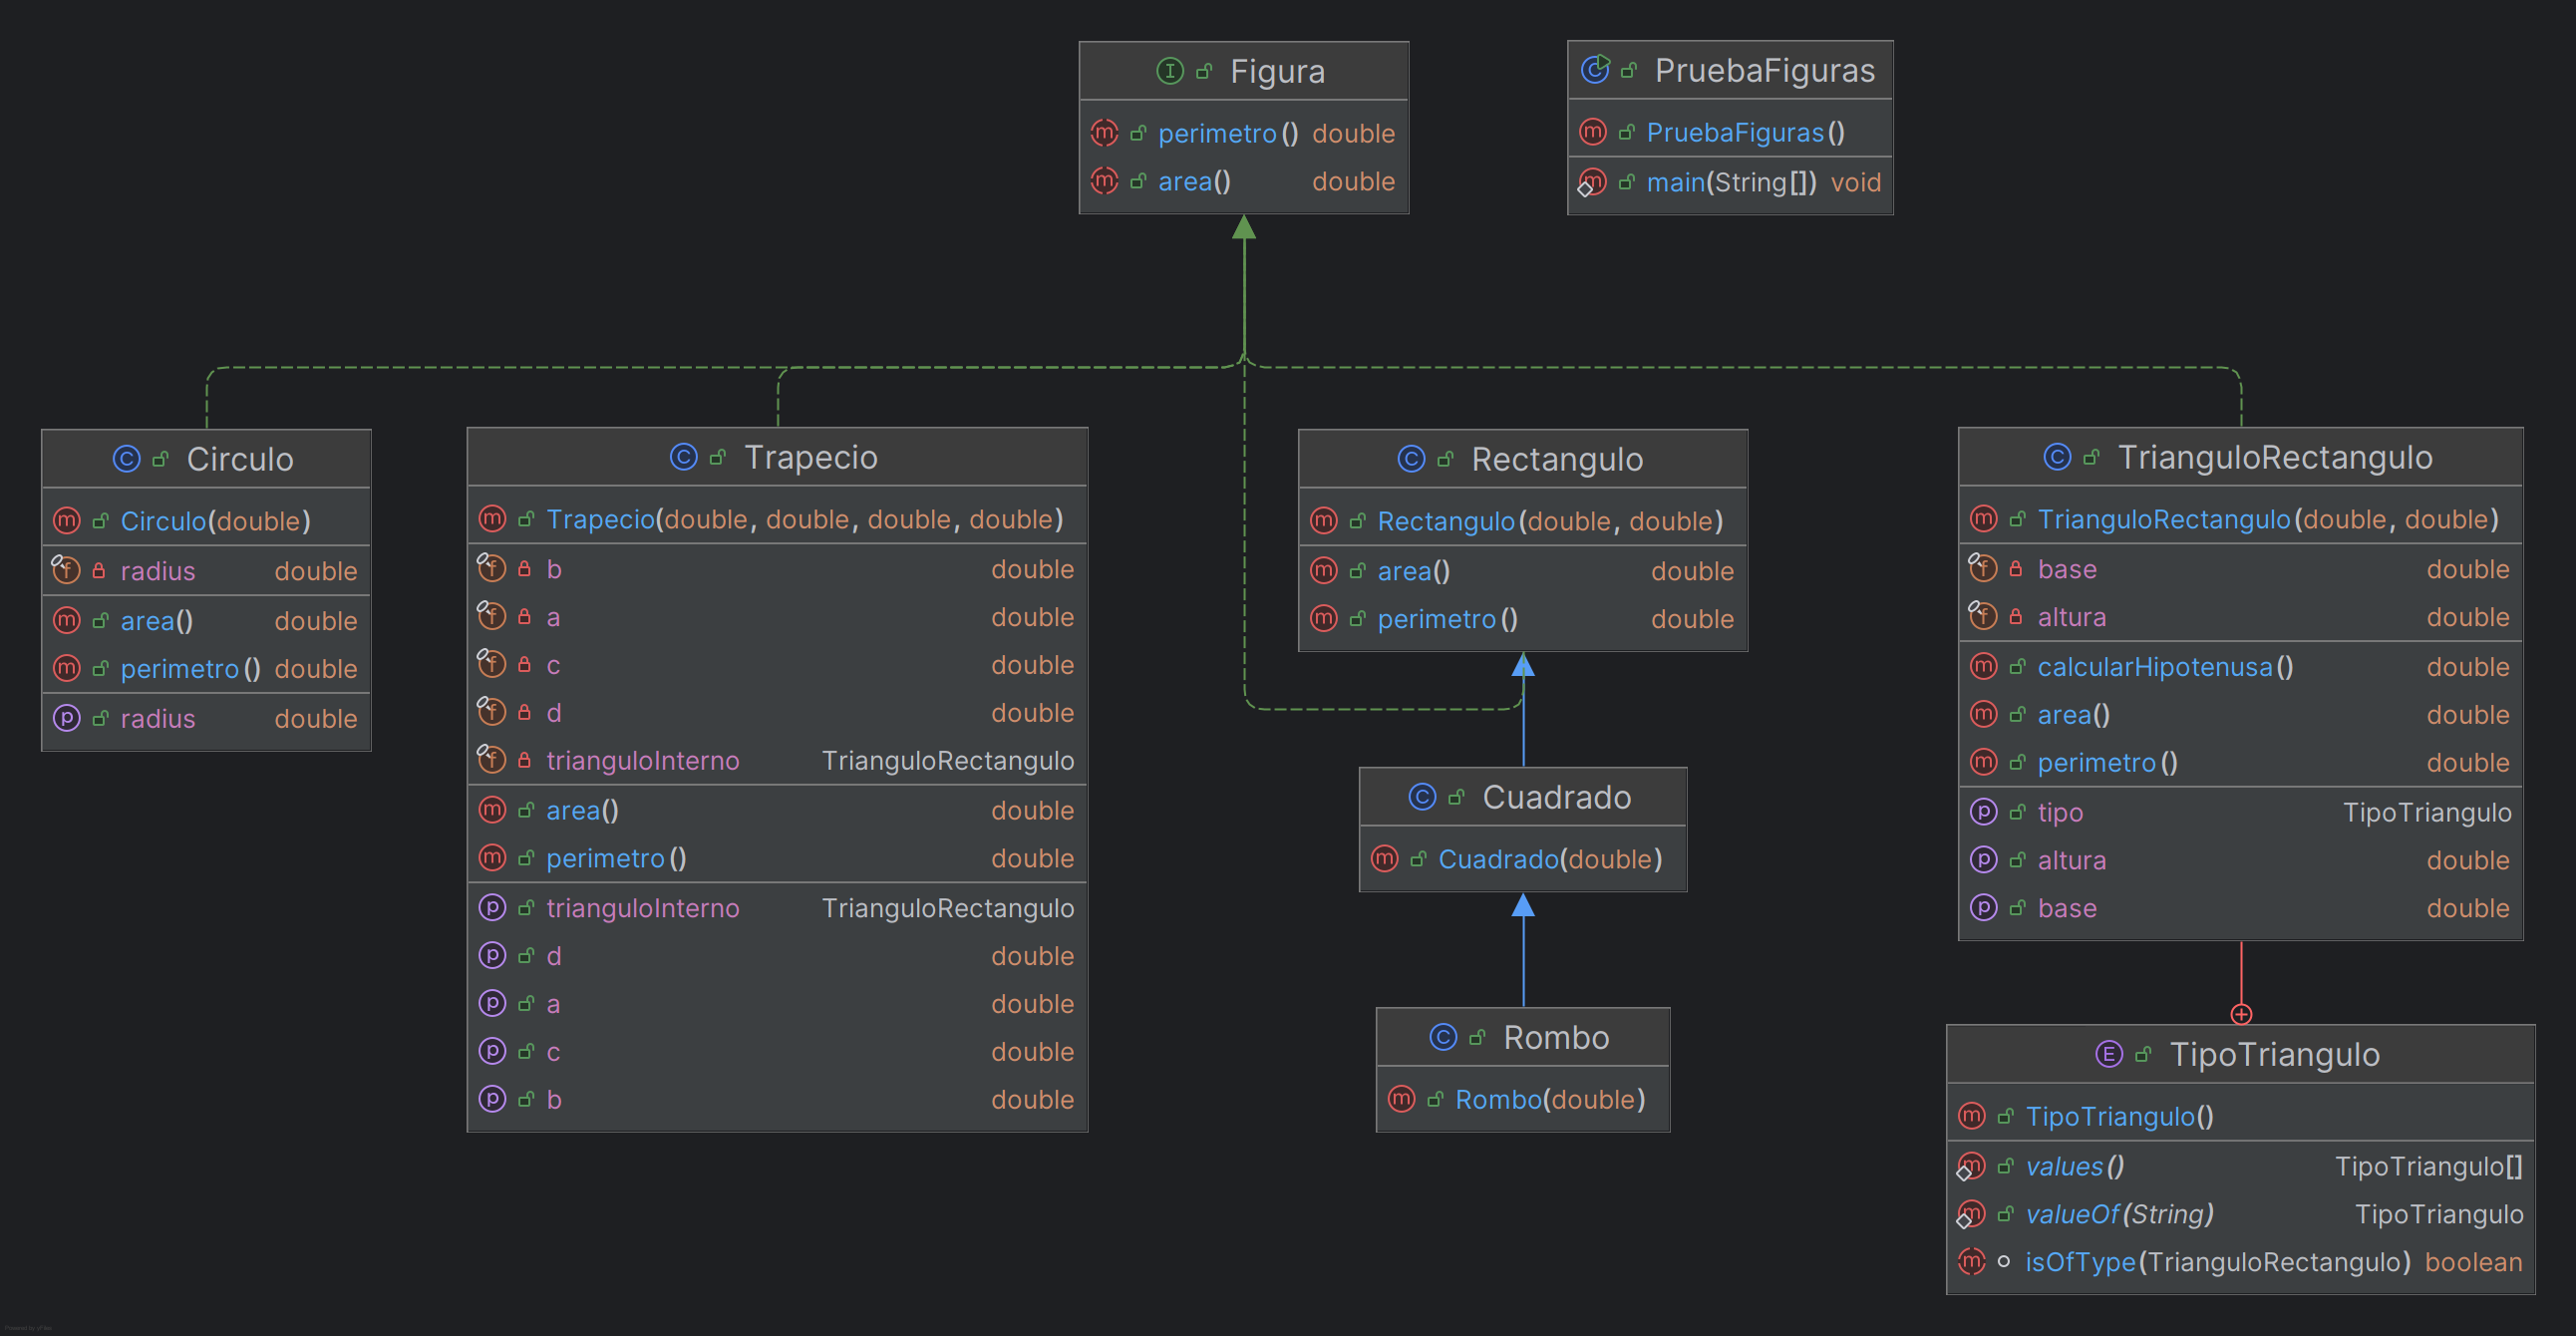 Figura
perimetro() double
area() double
PruebaFiguras
PruebaFiguras()
main(String[]) void
Circulo
Circulo(double)
radius double
area() double
perimetro() double
radius double
Trapecio
Trapecio(double, double, double, double)
b double
a double
c double
d double
trianguloInterno TrianguloRectangulo
area() double
perimetro() double
trianguloInterno TrianguloRectangulo
d double
a double
c double
b double
Rectangulo
Rectangulo(double, double)
area() double
perimetro() double
Cuadrado
Cuadrado(double)
Rombo
Rombo(double)
TrianguloRectangulo
TrianguloRectangulo(double, double)
base double
altura double
calcularHipotenusa() double
area() double
perimetro() double
tipo TipoTriangulo
altura double
base double
TipoTriangulo
TipoTriangulo()
values() TipoTriangulo[]
valueOf(String) TipoTriangulo
isOfType(TrianguloRectangulo) boolean
Powered by yFiles